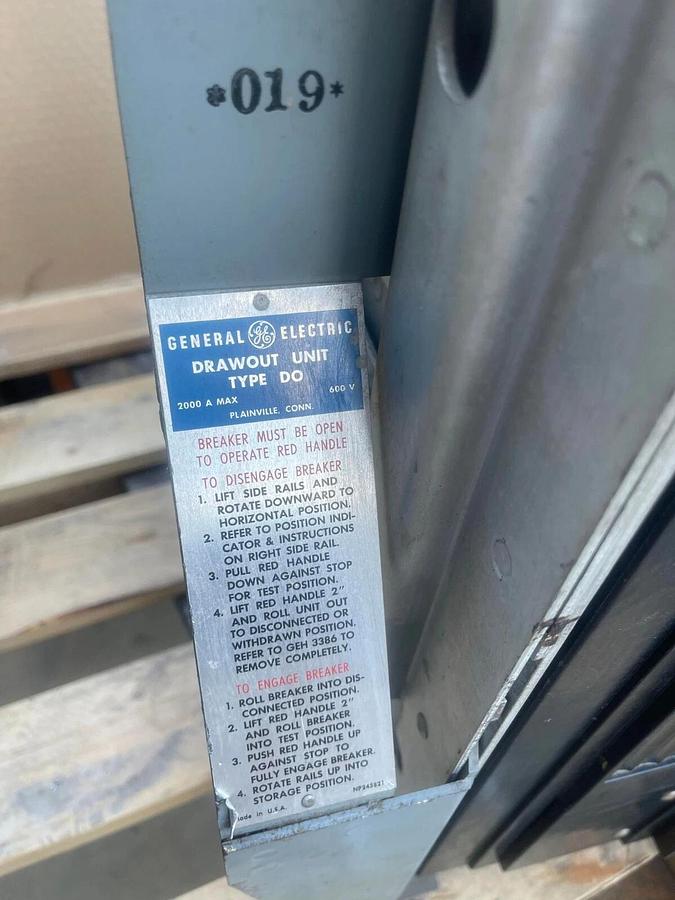 *019*
GENERAL GE ELECTRIC
DRAWOUT UNIT
TYPE DO
2000 A MAX 600 V
PLAINVILLE, CONN.
BREAKER MUST BE OPEN
TO OPERATE RED HANDLE
TO DISENGAGE BREAKER
1. LIFT SIDE RAILS AND
ROTATE DOWNWARD TO
HORIZONTAL POSITION.
2. REFER TO POSITION INDI-
CATOR & INSTRUCTIONS
ON RIGHT SIDE RAIL.
3. PULL RED HANDLE
DOWN AGAINST STOP
FOR TEST POSITION.
4. LIFT RED HANDLE 2"
AND ROLL UNIT OUT
TO DISCONNECTED OR
WITHDRAWN POSITION.
REFER TO GEH 3386 TO
REMOVE COMPLETELY.
TO ENGAGE BREAKER
1. ROLL BREAKER INTO DIS-
CONNECTED POSITION.
2. LIFT RED HANDLE 2"
AND ROLL BREAKER
INTO TEST POSITION.
3. PUSH RED HANDLE UP
AGAINST STOP TO
FULLY ENGAGE BREAKER.
4. ROTATE RAILS UP INTO
STORAGE POSITION.
Made in U.S.A. NP245821